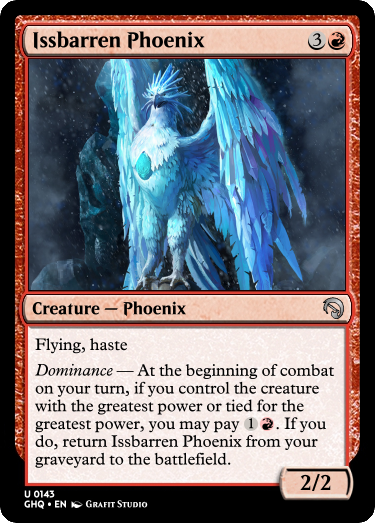 Issbarren Phoenix 3
Creature — Phoenix
Flying, haste
Dominance — At the beginning of combat
on your turn, if you control the creature
with the greatest power or tied for the
greatest power, you may pay 1 . If you
do, return Issbarren Phoenix from your
graveyard to the battlefield.
2/2
U 0143
GHQ • EN Grafit Studio